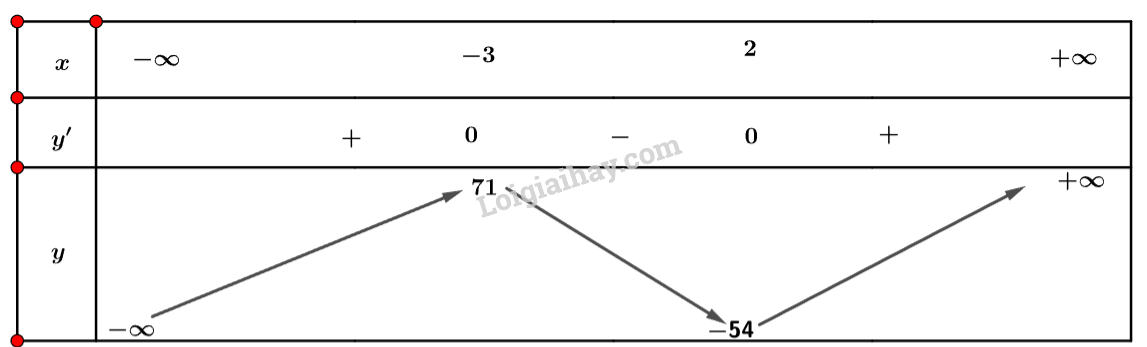 x −∞ −3 2 +∞
y′ + 0 − 0 +
Loigiaihay.com
71 +∞
y
−∞ −54